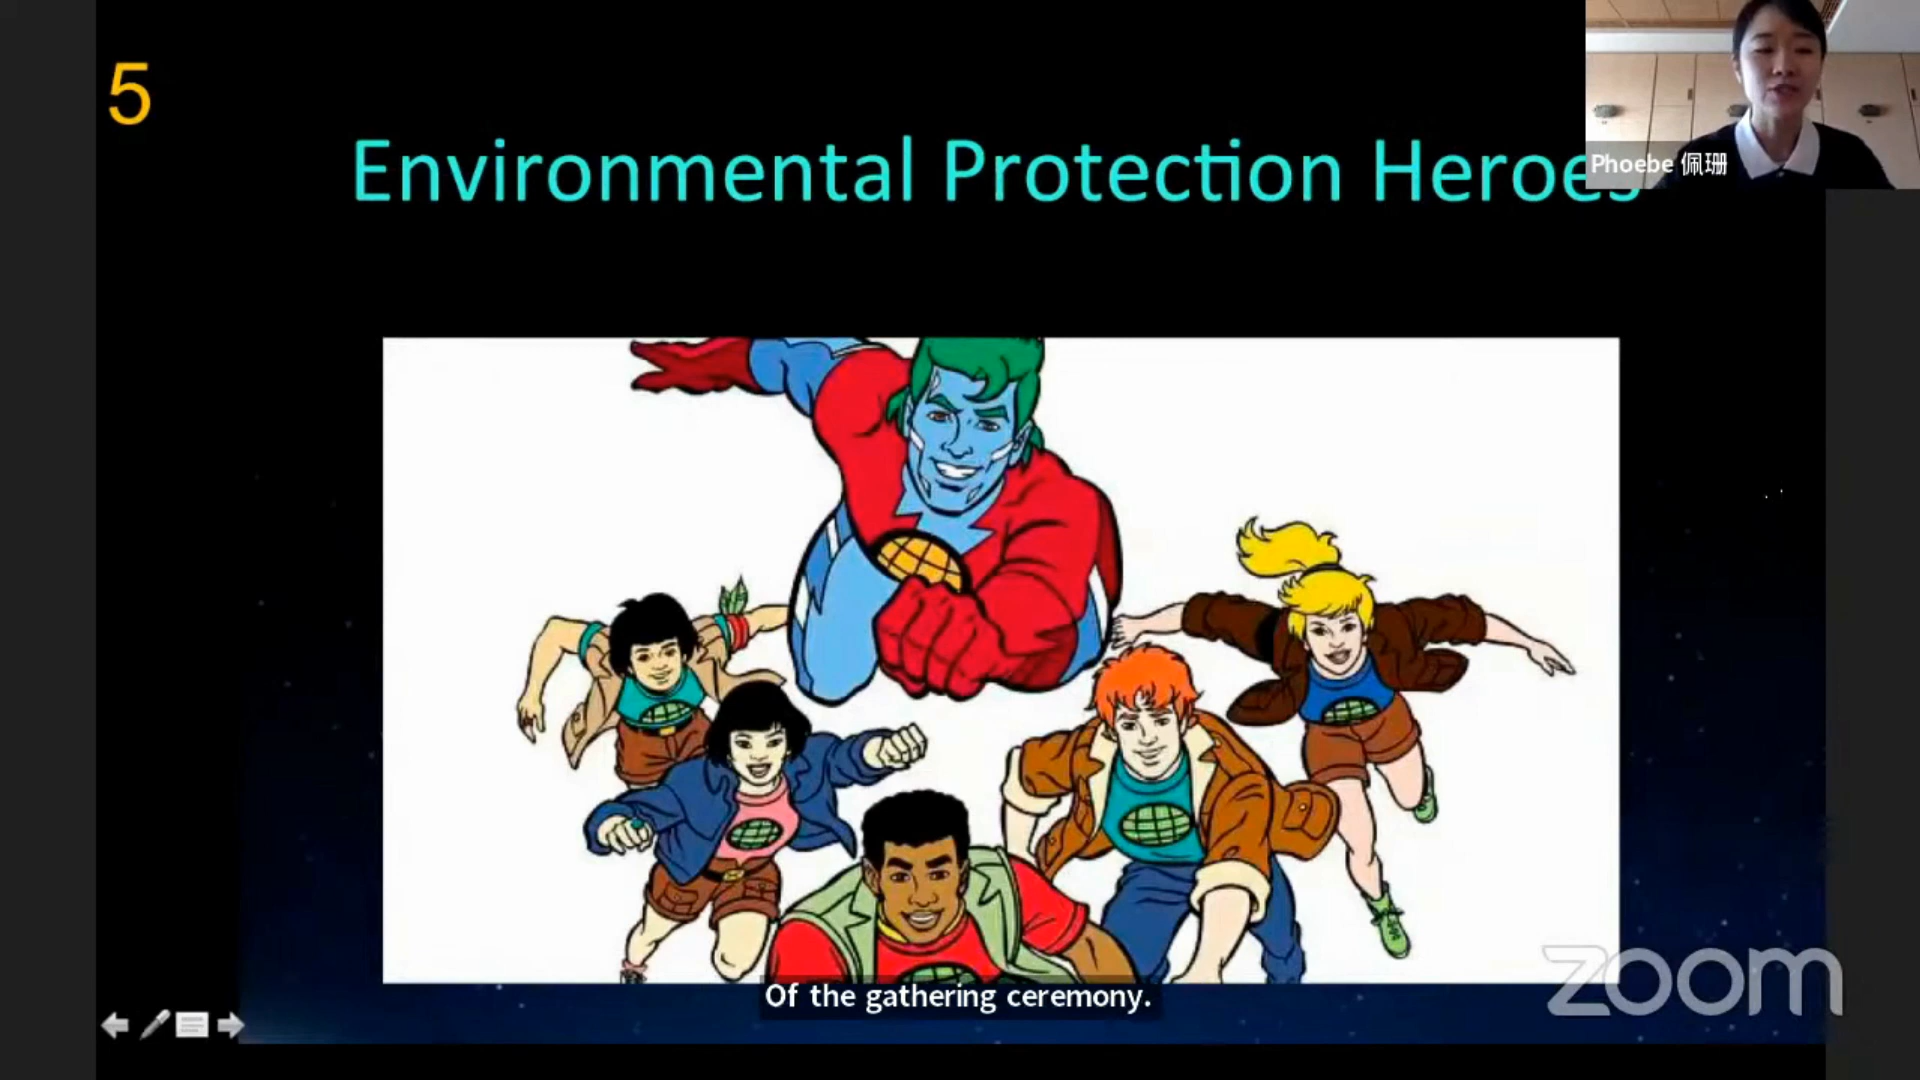 5
Environmental Protection Heroes
Phoebe 佩珊
Of the gathering ceremony.
zoom